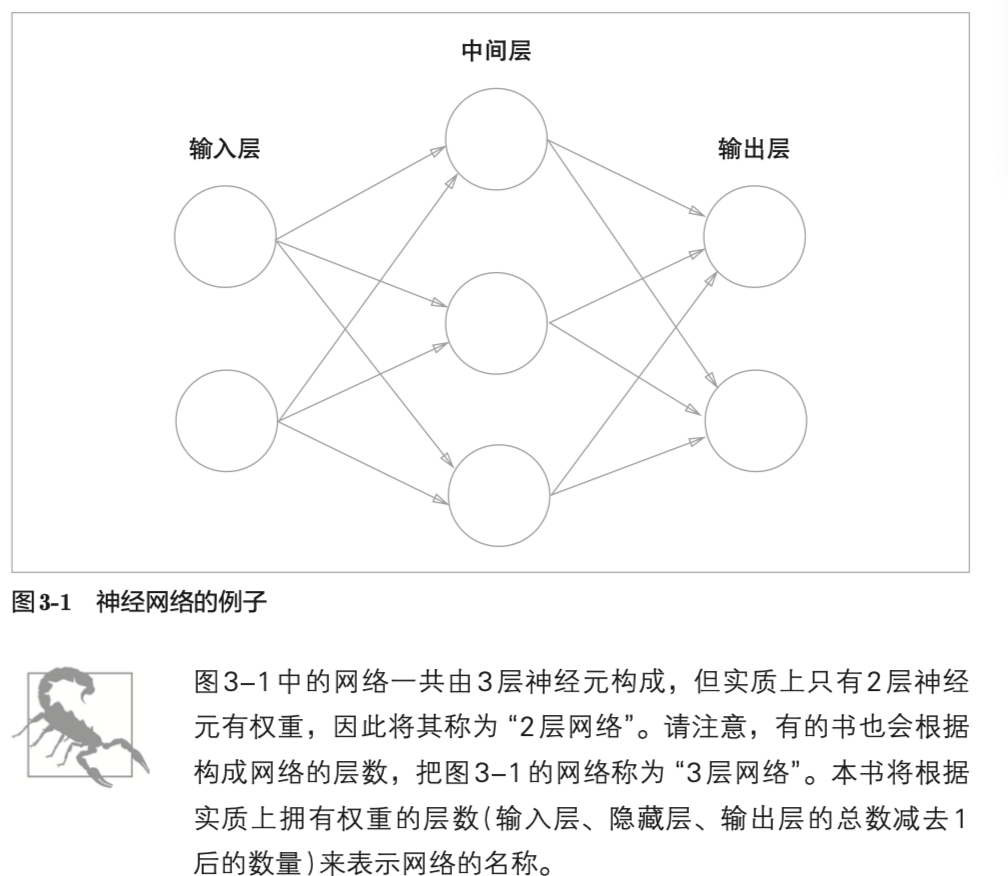 中间层
输入层
输出层
图3-1 神经网络的例子
图3–1中的网络一共由3层神经元构成，但实质上只有2层神经
元有权重，因此将其称为“2层网络”。请注意，有的书也会根据
构成网络的层数，把图3–1的网络称为“3层网络”。本书将根据
实质上拥有权重的层数(输入层、隐藏层、输出层的总数减去1
后的数量)来表示网络的名称。